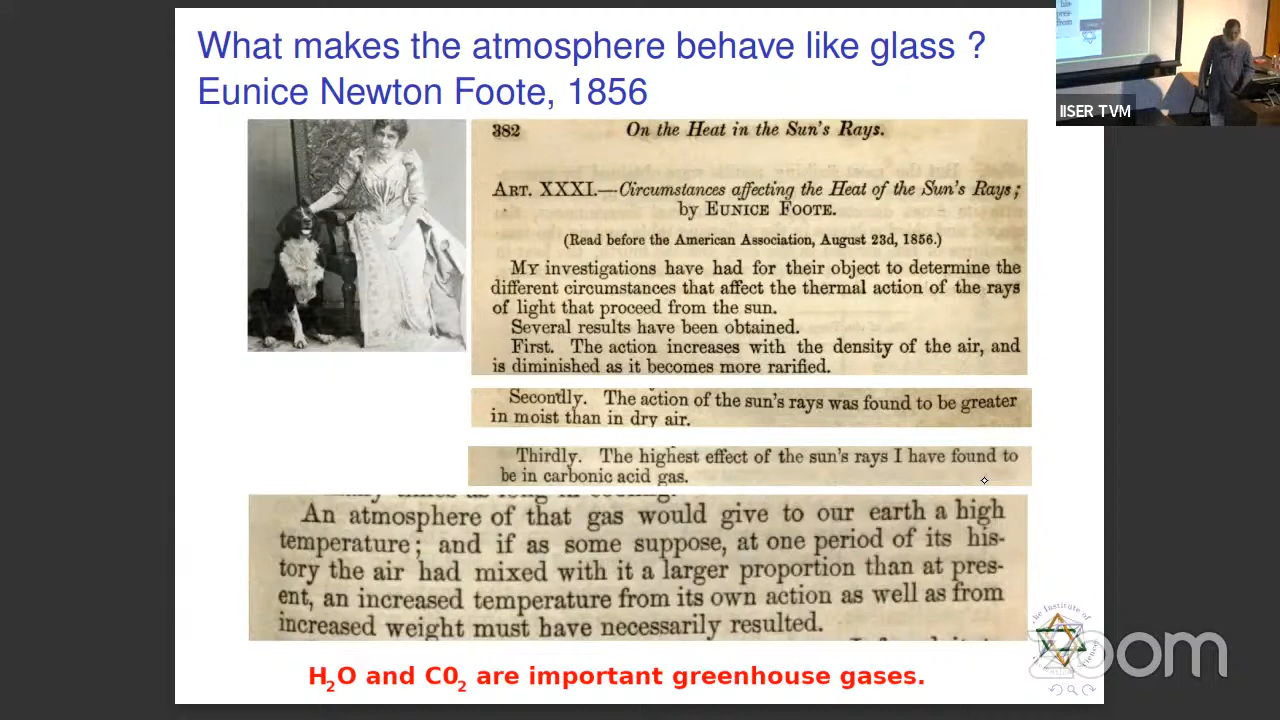 What makes the atmosphere behave like glass ?
Eunice Newton Foote, 1856
IISER TVM
382 On the Heat in the Sun's Rays.
ART. XXXI.—Circumstances affecting the Heat of the Sun's Rays;
by EUNICE FOOTE.
(Read before the American Association, August 23d, 1856.)
MY investigations have had for their object to determine the
different circumstances that affect the thermal action of the rays
of light that proceed from the sun.
Several results have been obtained.
First. The action increases with the density of the air, and
is diminished as it becomes more rarified.
Secondly. The action of the sun's rays was found to be greater
in moist than in dry air.
Thirdly. The highest effect of the sun's rays I have found to
be in carbonic acid gas.
An atmosphere of that gas would give to our earth a high
temperature; and if as some suppose, at one period of its his-
tory the air had mixed with it a larger proportion than at pres-
ent, an increased temperature from its own action as well as from
increased weight must have necessarily resulted.
H2O and C02 are important greenhouse gases.
Institute of
zoom